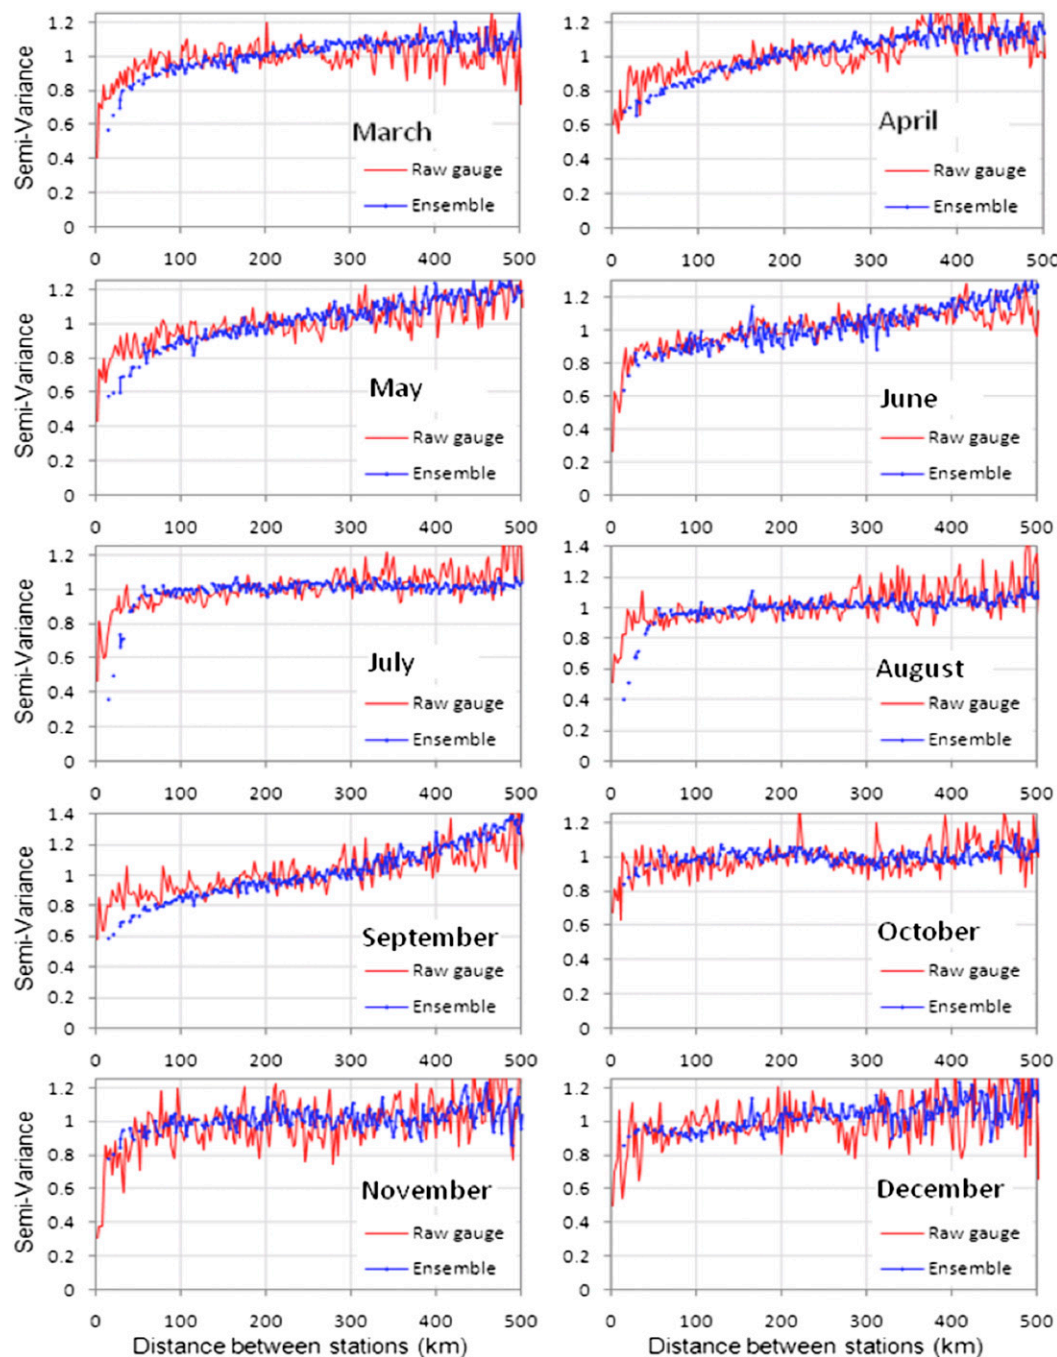 Semi-Variance
1.2
1
0.8
0.6
0.4
0.2
0
March
Raw gauge
Ensemble
0 100 200 300 400 500
1.2
1
0.8
0.6
0.4
0.2
0
April
Raw gauge
Ensemble
0 100 200 300 400 500
Semi-Variance
1.2
1
0.8
0.6
0.4
0.2
0
May
Raw gauge
Ensemble
0 100 200 300 400 500
1.2
1
0.8
0.6
0.4
0.2
0
June
Raw gauge
Ensemble
0 100 200 300 400 500
Semi-Variance
1.2
1
0.8
0.6
0.4
0.2
0
July
Raw gauge
Ensemble
0 100 200 300 400 500
1.4
1.2
1
0.8
0.6
0.4
0.2
0
August
Raw gauge
Ensemble
0 100 200 300 400 500
Semi-Variance
1.4
1.2
1
0.8
0.6
0.4
0.2
0
September
Raw gauge
Ensemble
0 100 200 300 400 500
1.2
1
0.8
0.6
0.4
0.2
0
October
Raw gauge
Ensemble
0 100 200 300 400 500
Semi-Variance
1.2
1
0.8
0.6
0.4
0.2
0
November
Raw gauge
Ensemble
0 100 200 300 400 500
Distance between stations (km)
1.2
1
0.8
0.6
0.4
0.2
0
December
Raw gauge
Ensemble
0 100 200 300 400 500
Distance between stations (km)